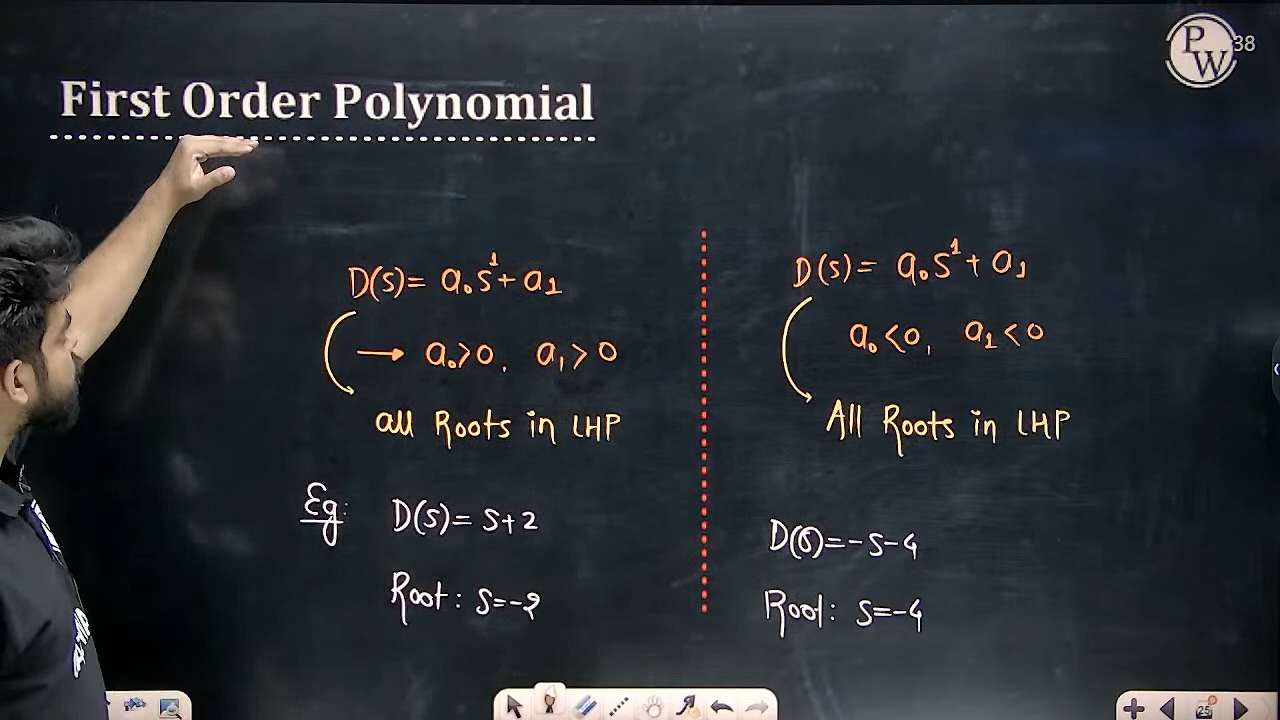 PW
38
First Order Polynomial
D(s)= a₀s¹+ a₁
→ a₀>0, a₁>0
all Roots in LHP
Eg: D(s)= s+2
Root: s=-2
D(s)= a₀s¹+ a₁
a₀<0, a₁<0
All Roots in LHP
D(s)=-s-4
Root: s=-4
25